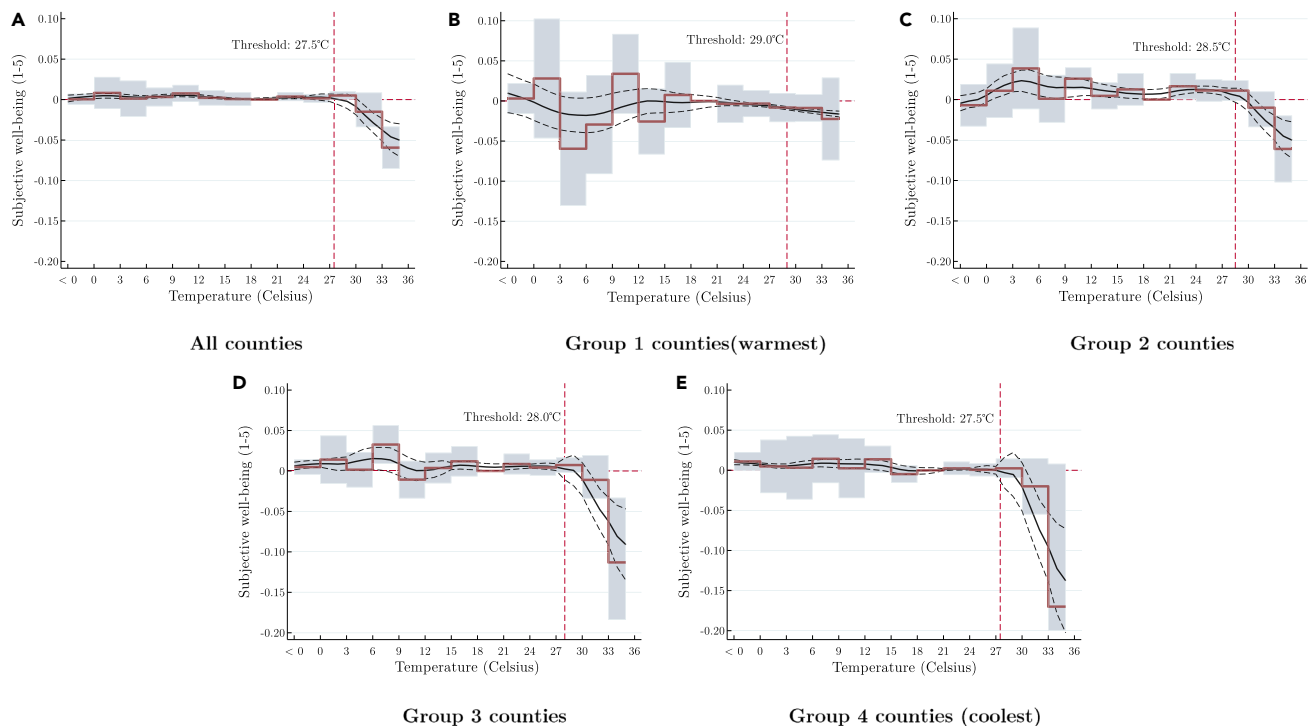 A
Subjective well-being (1-5)
0.10
0.05
0
-0.05
-0.10
-0.15
-0.20
Threshold: 27.5℃
< 0 0 3 6 9 12 15 18 21 24 27 30 33 36
Temperature (Celsius)
All counties
B
Subjective well-being (1-5)
0.10
0.05
0
-0.05
-0.10
-0.15
-0.20
Threshold: 29.0℃
< 0 0 3 6 9 12 15 18 21 24 27 30 33 36
Temperature (Celsius)
Group 1 counties(warmest)
C
Subjective well-being (1-5)
0.10
0.05
0
-0.05
-0.10
-0.15
-0.20
Threshold: 28.5℃
< 0 0 3 6 9 12 15 18 21 24 27 30 33 36
Temperature (Celsius)
Group 2 counties
D
Subjective well-being (1-5)
0.10
0.05
0
-0.05
-0.10
-0.15
-0.20
Threshold: 28.0℃
< 0 0 3 6 9 12 15 18 21 24 27 30 33 36
Temperature (Celsius)
Group 3 counties
E
Subjective well-being (1-5)
0.10
0.05
0
-0.05
-0.10
-0.15
-0.20
Threshold: 27.5℃
< 0 0 3 6 9 12 15 18 21 24 27 30 33 36
Temperature (Celsius)
Group 4 counties (coolest)